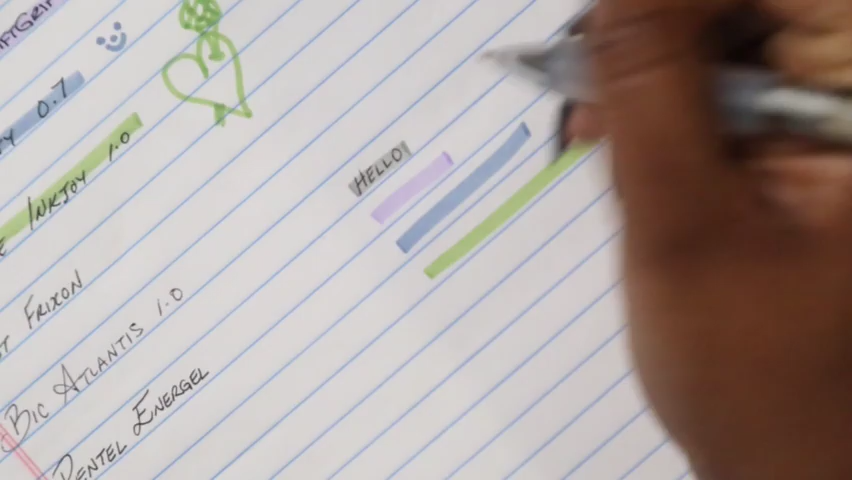 0.7
INKJOY 1.0
FRIXON
BIC ATLANTIS 1.0
PENTEL ENERGEL
HELLO